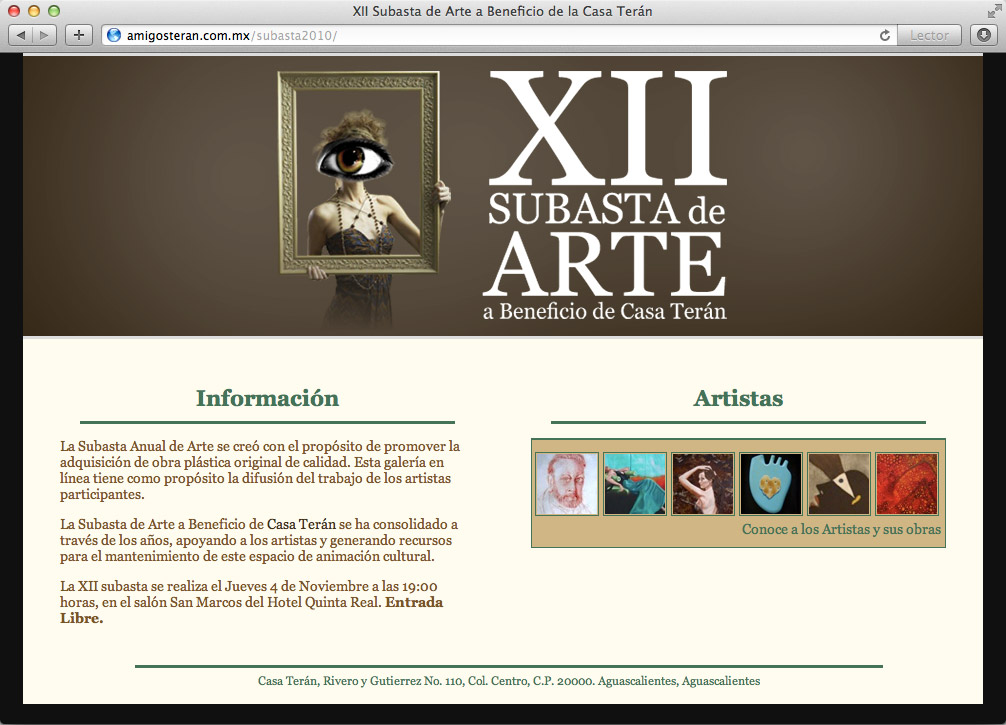 XII Subasta de Arte a Beneficio de la Casa Terán
amigosteran.com.mx/subasta2010/
Lector
XII
SUBASTA de
ARTE
a Beneficio de Casa Terán
Información
La Subasta Anual de Arte se creó con el propósito de promover la
adquisición de obra plástica original de calidad. Esta galería en
línea tiene como propósito la difusión del trabajo de los artistas
participantes.
La Subasta de Arte a Beneficio de Casa Terán se ha consolidado a
través de los años, apoyando a los artistas y generando recursos
para el mantenimiento de este espacio de animación cultural.
La XII subasta se realiza el Jueves 4 de Noviembre a las 19:00
horas, en el salón San Marcos del Hotel Quinta Real. Entrada
Libre.
Artistas
Conoce a los Artistas y sus obras
Casa Terán, Rivero y Gutierrez No. 110, Col. Centro, C.P. 20000. Aguascalientes, Aguascalientes